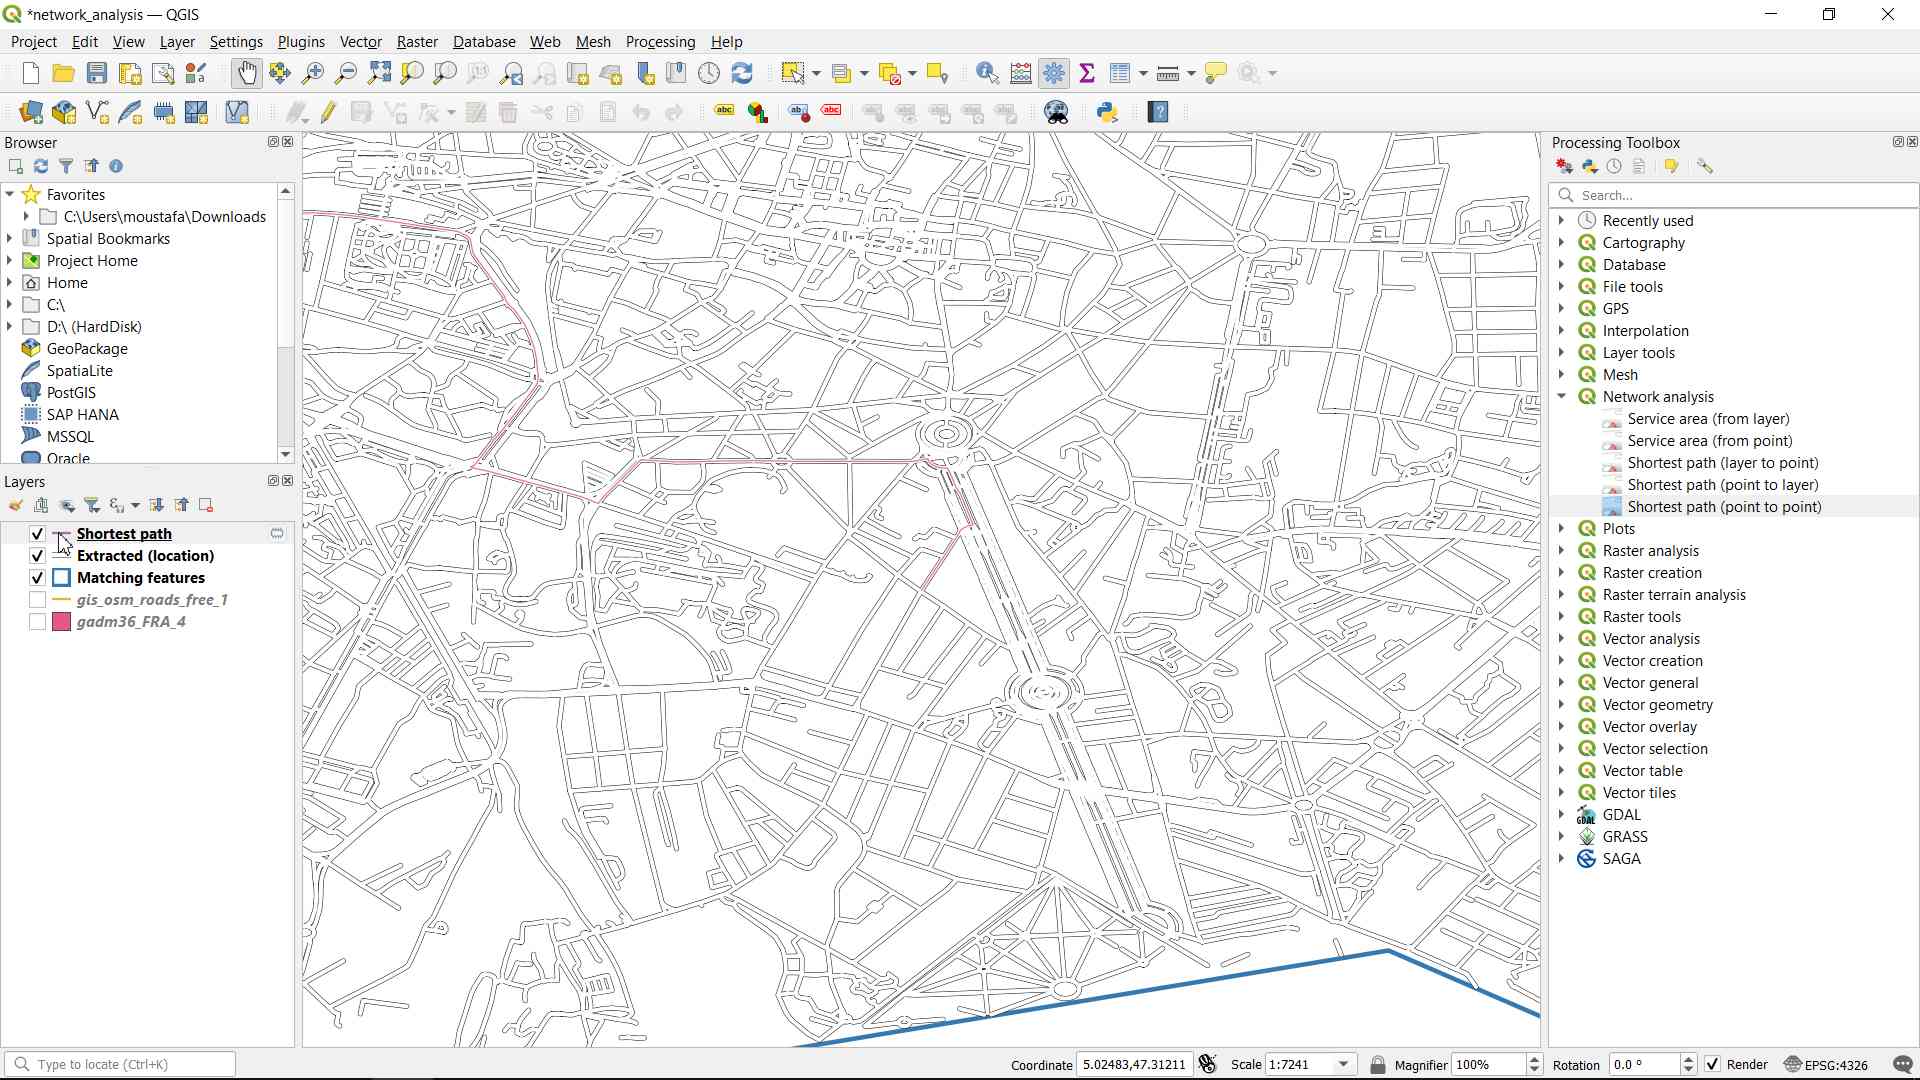 *network_analysis — QGIS
Project Edit View Layer Settings Plugins Vector Raster Database Web Mesh Processing Help
Browser
Favorites
C:\Users\moustafa\Downloads
Spatial Bookmarks
Project Home
Home
C:\
D:\ (HardDisk)
GeoPackage
SpatiaLite
PostGIS
SAP HANA
MSSQL
Oracle
Layers
Shortest path
Extracted (location)
Matching features
gis_osm_roads_free_1
gadm36_FRA_4
Processing Toolbox
Search...
Recently used
Cartography
Database
File tools
GPS
Interpolation
Layer tools
Mesh
Network analysis
Service area (from layer)
Service area (from point)
Shortest path (layer to point)
Shortest path (point to layer)
Shortest path (point to point)
Plots
Raster analysis
Raster creation
Raster terrain analysis
Raster tools
Vector analysis
Vector creation
Vector general
Vector geometry
Vector overlay
Vector selection
Vector table
Vector tiles
GDAL
GRASS
SAGA
Type to locate (Ctrl+K)
Coordinate 5.02483,47.31211 Scale 1:7241 Magnifier 100% Rotation 0.0 ° Render EPSG:4326